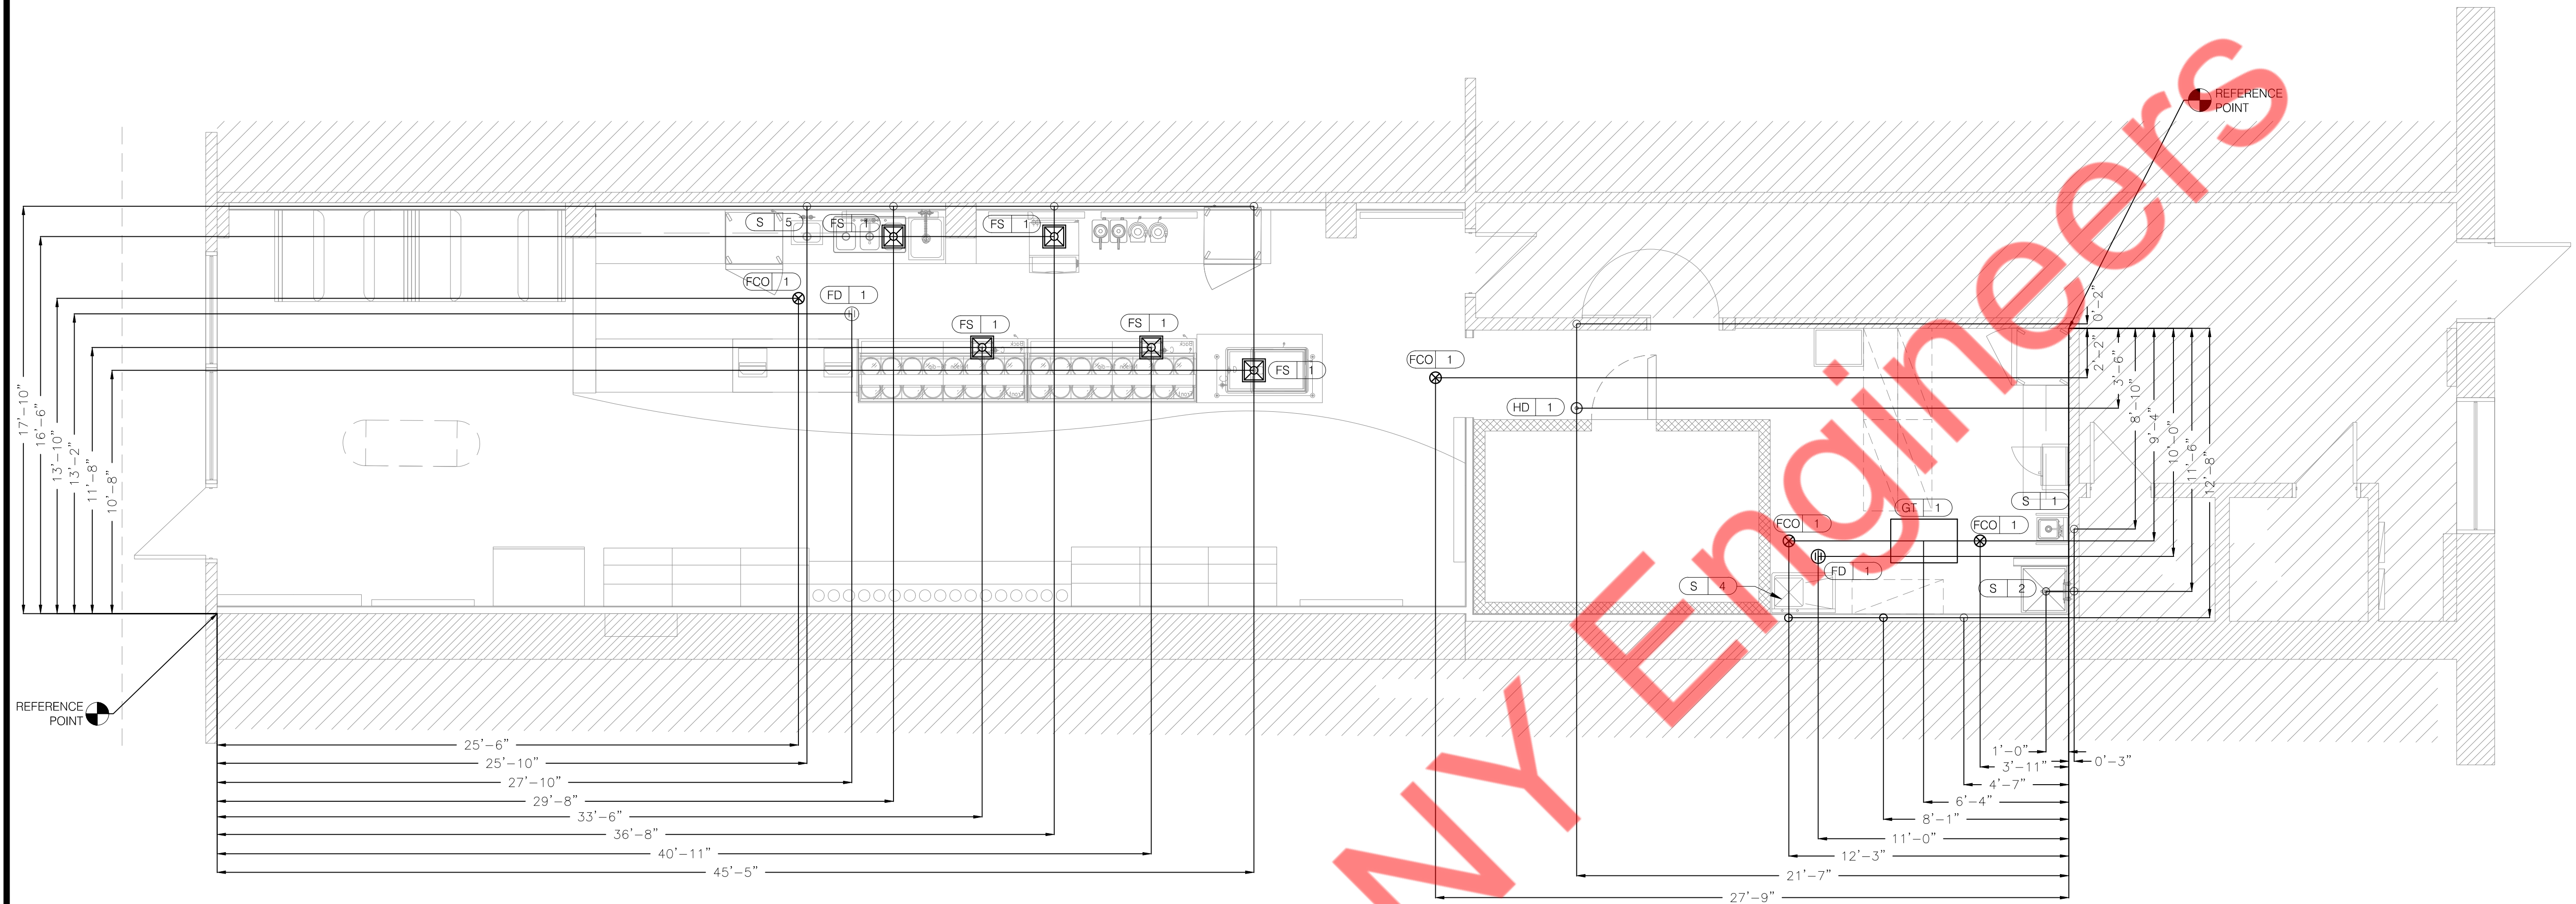 REFERENCE
POINT
S 5
FS 1
FS 1
FCO 1
FD 1
FS 1
FS 1
FS 1
FCO 1
HD 1
GT 1
S 1
FCO 1
FCO 1
FD 1
S 4
S 2
17'-10"
16'-6"
13'-10"
13'-2"
11'-8"
10'-8"
0'-2"
2'-2"
3'-6"
8'-10"
9'-4"
10'-0"
11'-6"
12'-8"
REFERENCE
POINT
25'-6"
25'-10"
27'-10"
29'-8"
33'-6"
36'-8"
40'-11"
45'-5"
1'-0"
0'-3"
3'-11"
4'-7"
6'-4"
8'-1"
11'-0"
12'-3"
21'-7"
27'-9"
NY Engineers